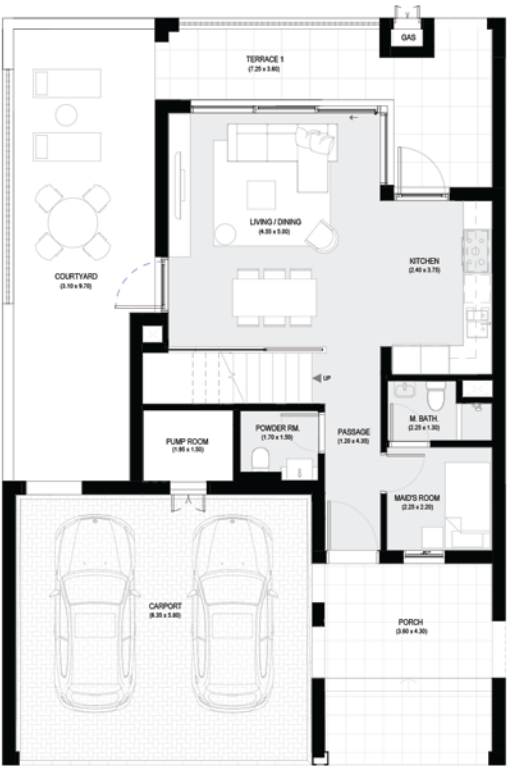 GAS
TERRACE 1
(7.25 x 3.60)
LIVING / DINING
(4.55 x 5.00)
KITCHEN
(2.40 x 3.75)
COURTYARD
(3.10 x 9.70)
UP
M. BATH.
(2.25 x 1.30)
POWDER RM.
(1.70 x 1.50)
PASSAGE
(1.20 x 4.35)
PUMP ROOM
(1.95 x 1.50)
MAID'S ROOM
(2.25 x 2.20)
CARPORT
(6.35 x 5.80)
PORCH
(3.60 x 4.30)